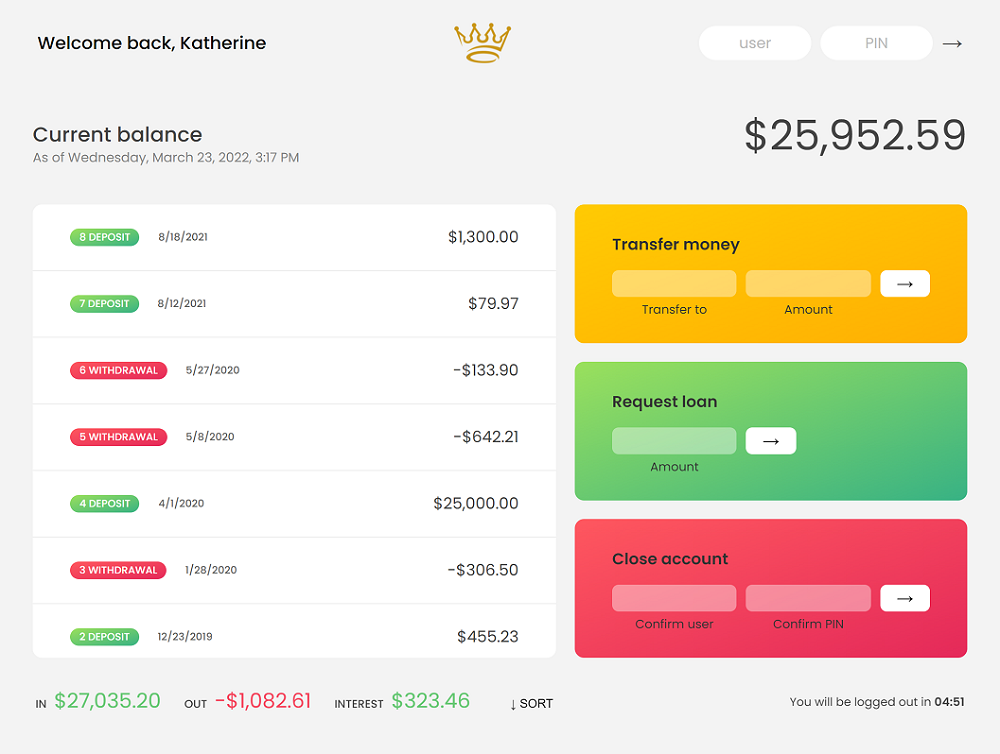 Welcome back, Katherine
user PIN →
Current balance
As of Wednesday, March 23, 2022, 3:17 PM
$25,952.59
8 DEPOSIT 8/18/2021 $1,300.00
7 DEPOSIT 8/12/2021 $79.97
6 WITHDRAWAL 5/27/2020 -$133.90
5 WITHDRAWAL 5/8/2020 -$642.21
4 DEPOSIT 4/1/2020 $25,000.00
3 WITHDRAWAL 1/28/2020 -$306.50
2 DEPOSIT 12/23/2019 $455.23
Transfer money
→
Transfer to Amount
Request loan
→
Amount
Close account
→
Confirm user Confirm PIN
IN $27,035.20 OUT -$1,082.61 INTEREST $323.46 ↓ SORT
You will be logged out in 04:51